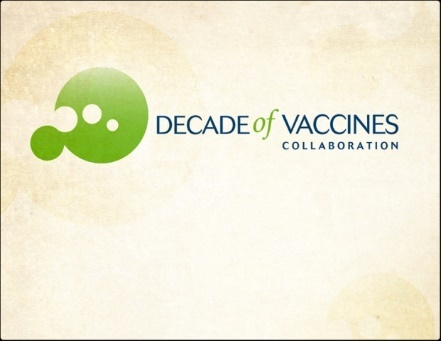 DECADE of VACCINES
COLLABORATION